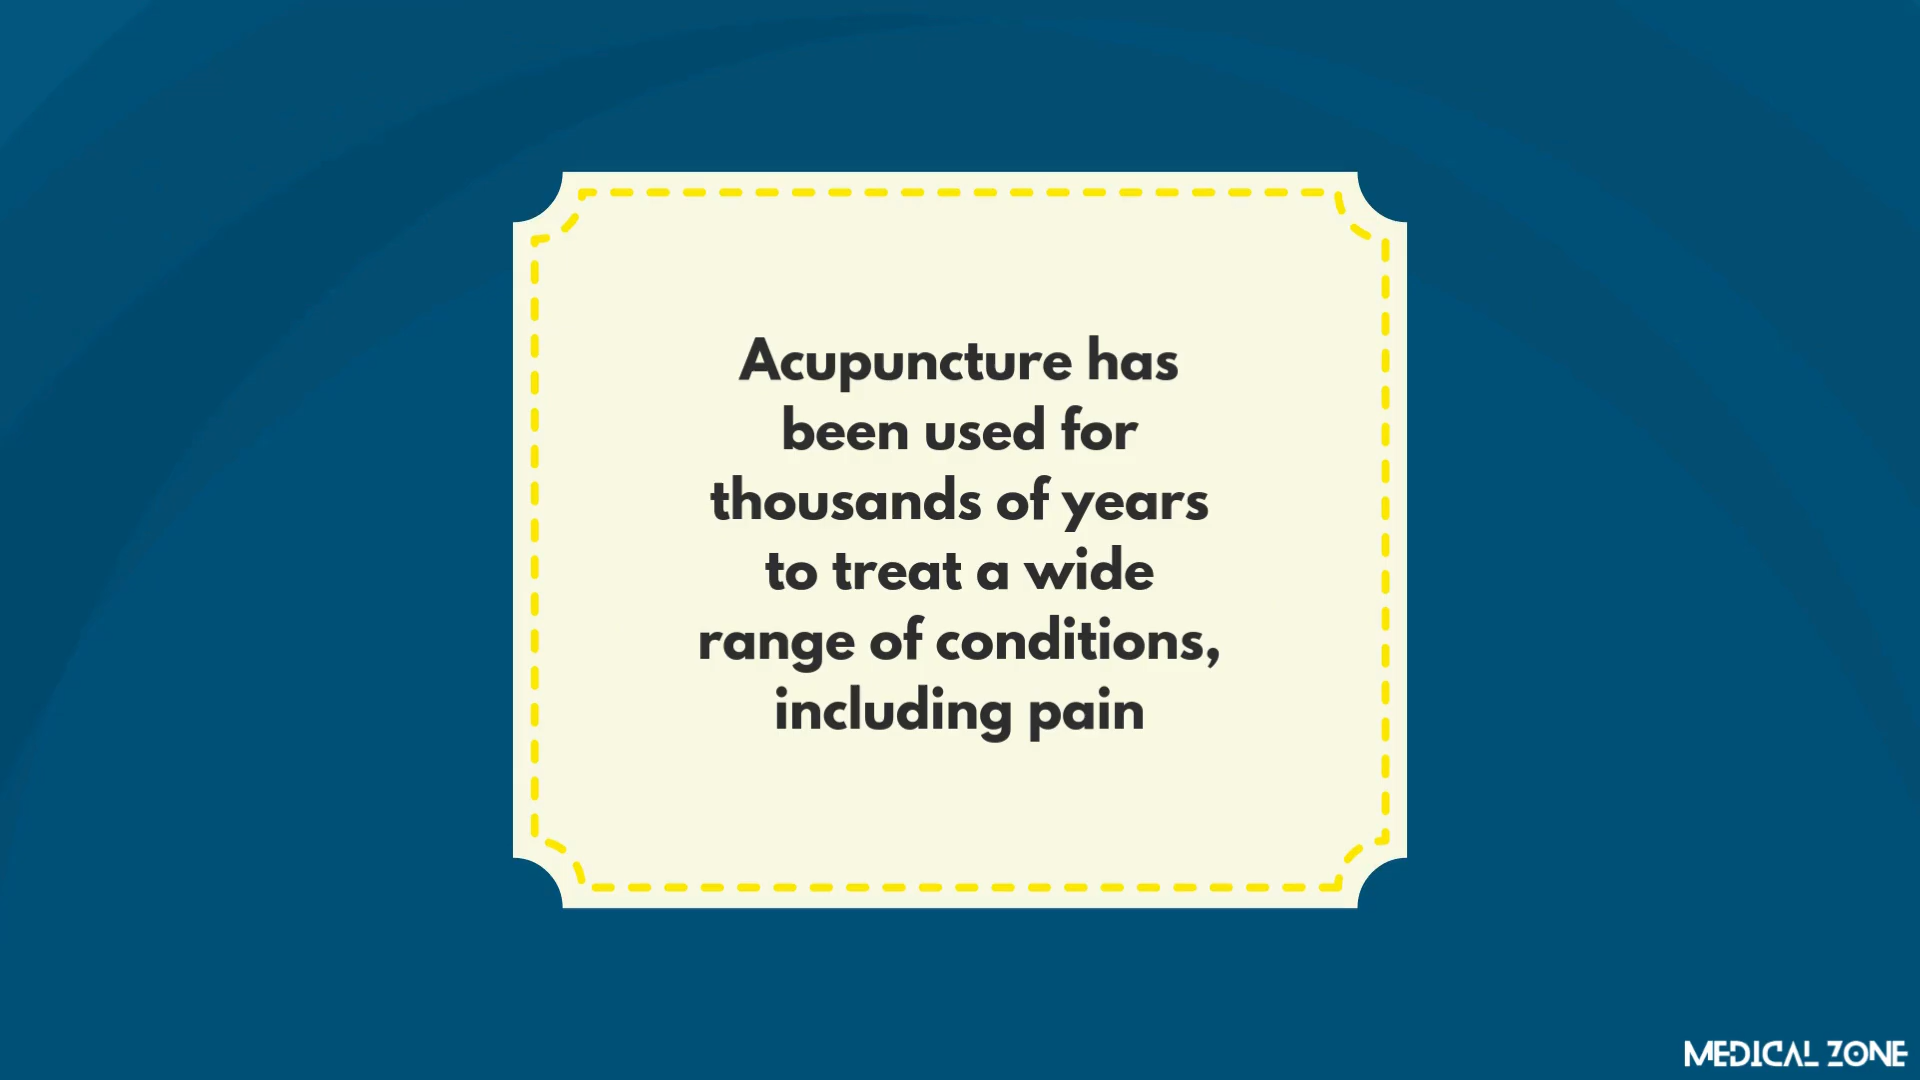 Acupuncture has
been used for
thousands of years
to treat a wide
range of conditions,
including pain
MEDICAL ZONE